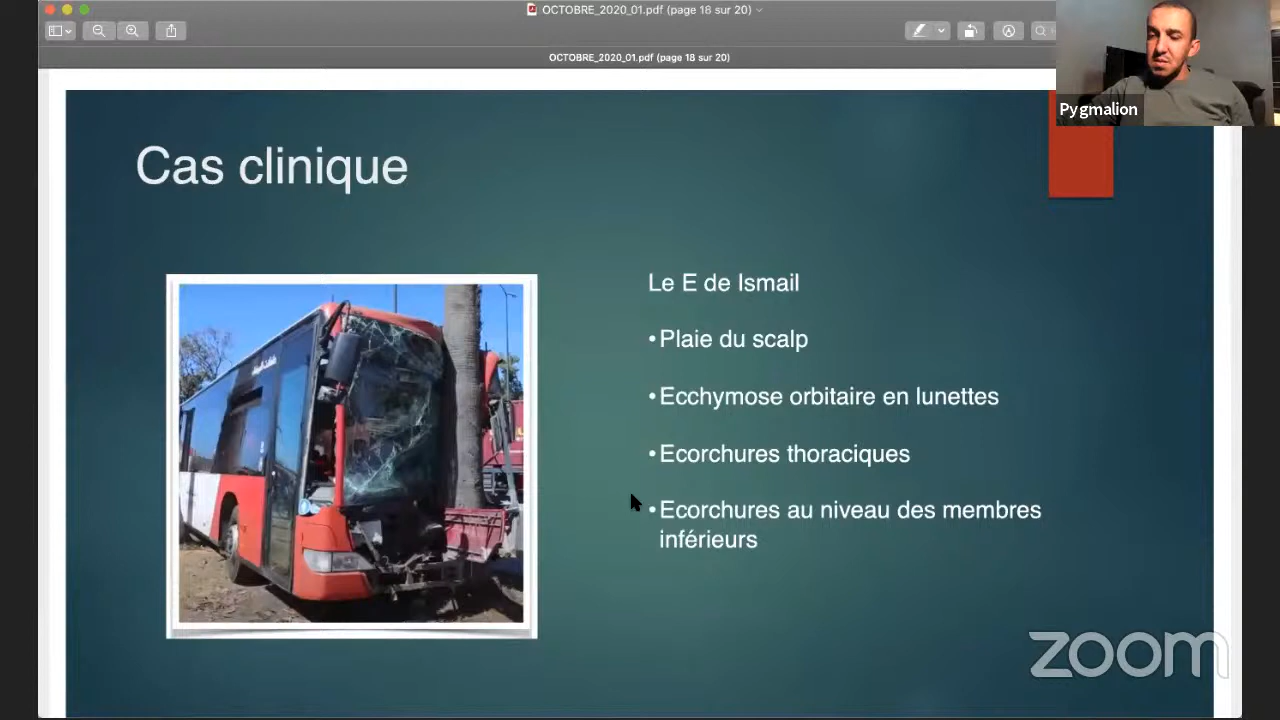 OCTOBRE_2020_01.pdf (page 18 sur 20)
OCTOBRE_2020_01.pdf (page 18 sur 20)
Pygmalion
Cas clinique
Le E de Ismail
•Plaie du scalp
•Ecchymose orbitaire en lunettes
•Ecorchures thoraciques
•Ecorchures au niveau des membres
inférieurs
zoom